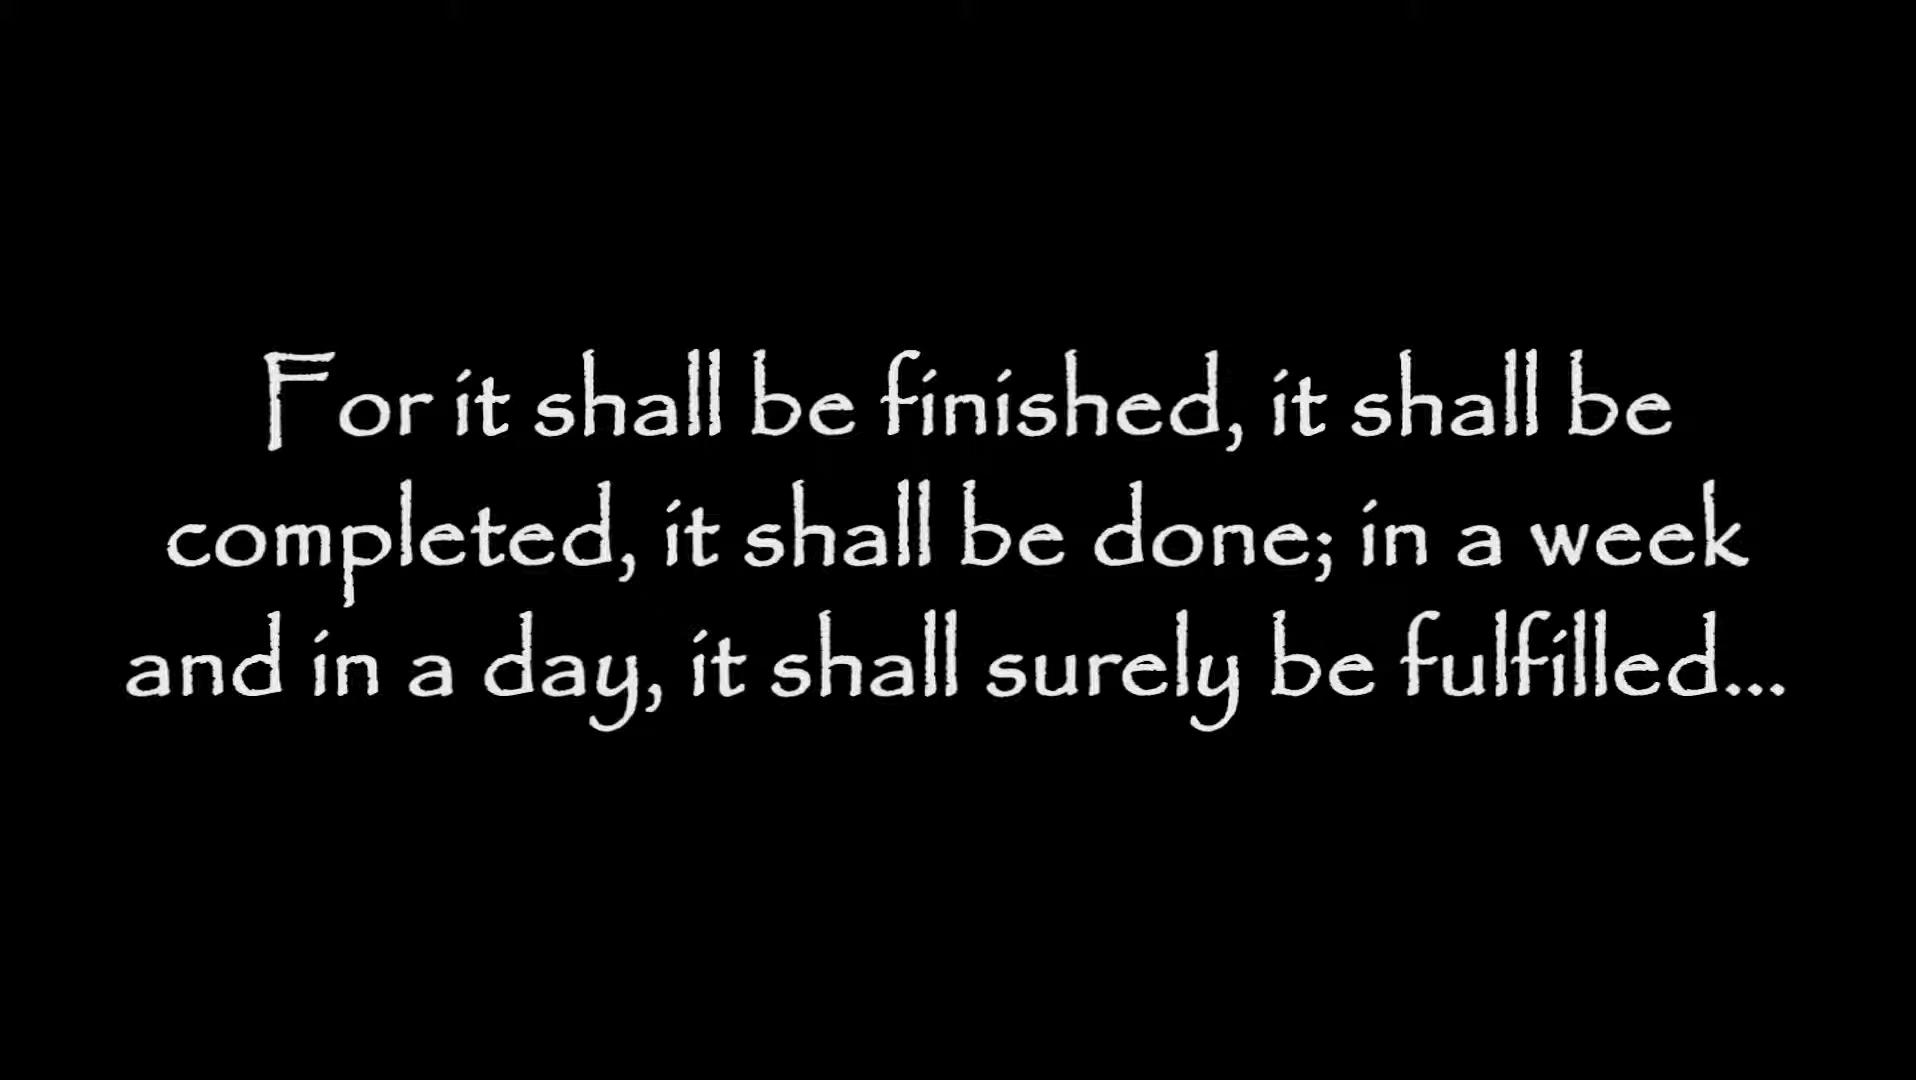 For it shall be finished, it shall be
completed, it shall be done; in a week
and in a day, it shall surely be fulfilled...